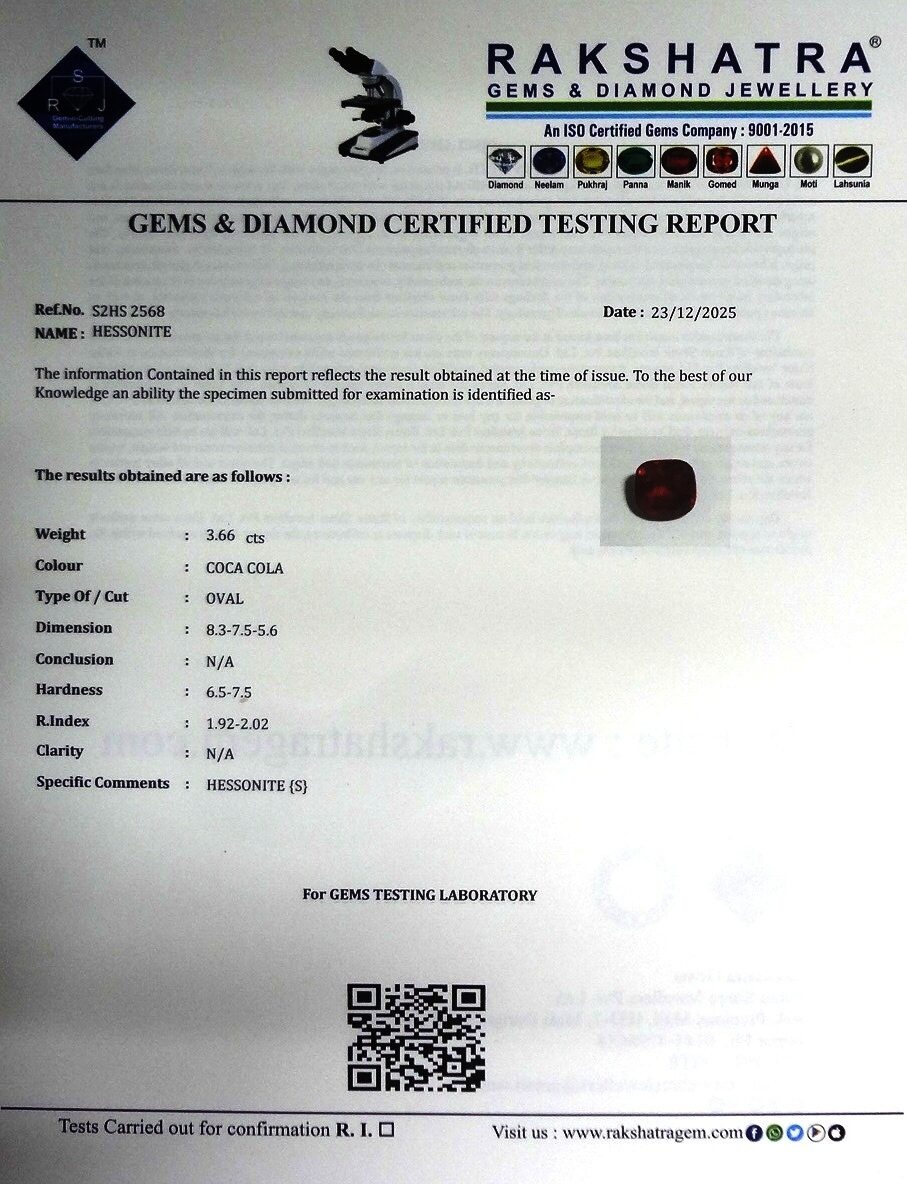 TM
S
R J
Gem-n-Cutting
Manufacturers
RAKSHATRA®
GEMS & DIAMOND JEWELLERY
An ISO Certified Gems Company : 9001-2015
Diamond Neelam Pukhraj Panna Manik Gomed Munga Moti Lahsunia
GEMS & DIAMOND CERTIFIED TESTING REPORT
Ref.No. S2HS 2568 Date : 23/12/2025
NAME : HESSONITE
The information Contained in this report reflects the result obtained at the time of issue. To the best of our
Knowledge an ability the specimen submitted for examination is identified as-
The results obtained are as follows :
Weight : 3.66 cts
Colour : COCA COLA
Type Of / Cut : OVAL
Dimension : 8.3-7.5-5.6
Conclusion : N/A
Hardness : 6.5-7.5
R.Index : 1.92-2.02
Clarity : N/A
Specific Comments : HESSONITE {S}
For GEMS TESTING LABORATORY
Tests Carried out for confirmation R. I. ☐
Visit us : www.rakshatragem.com